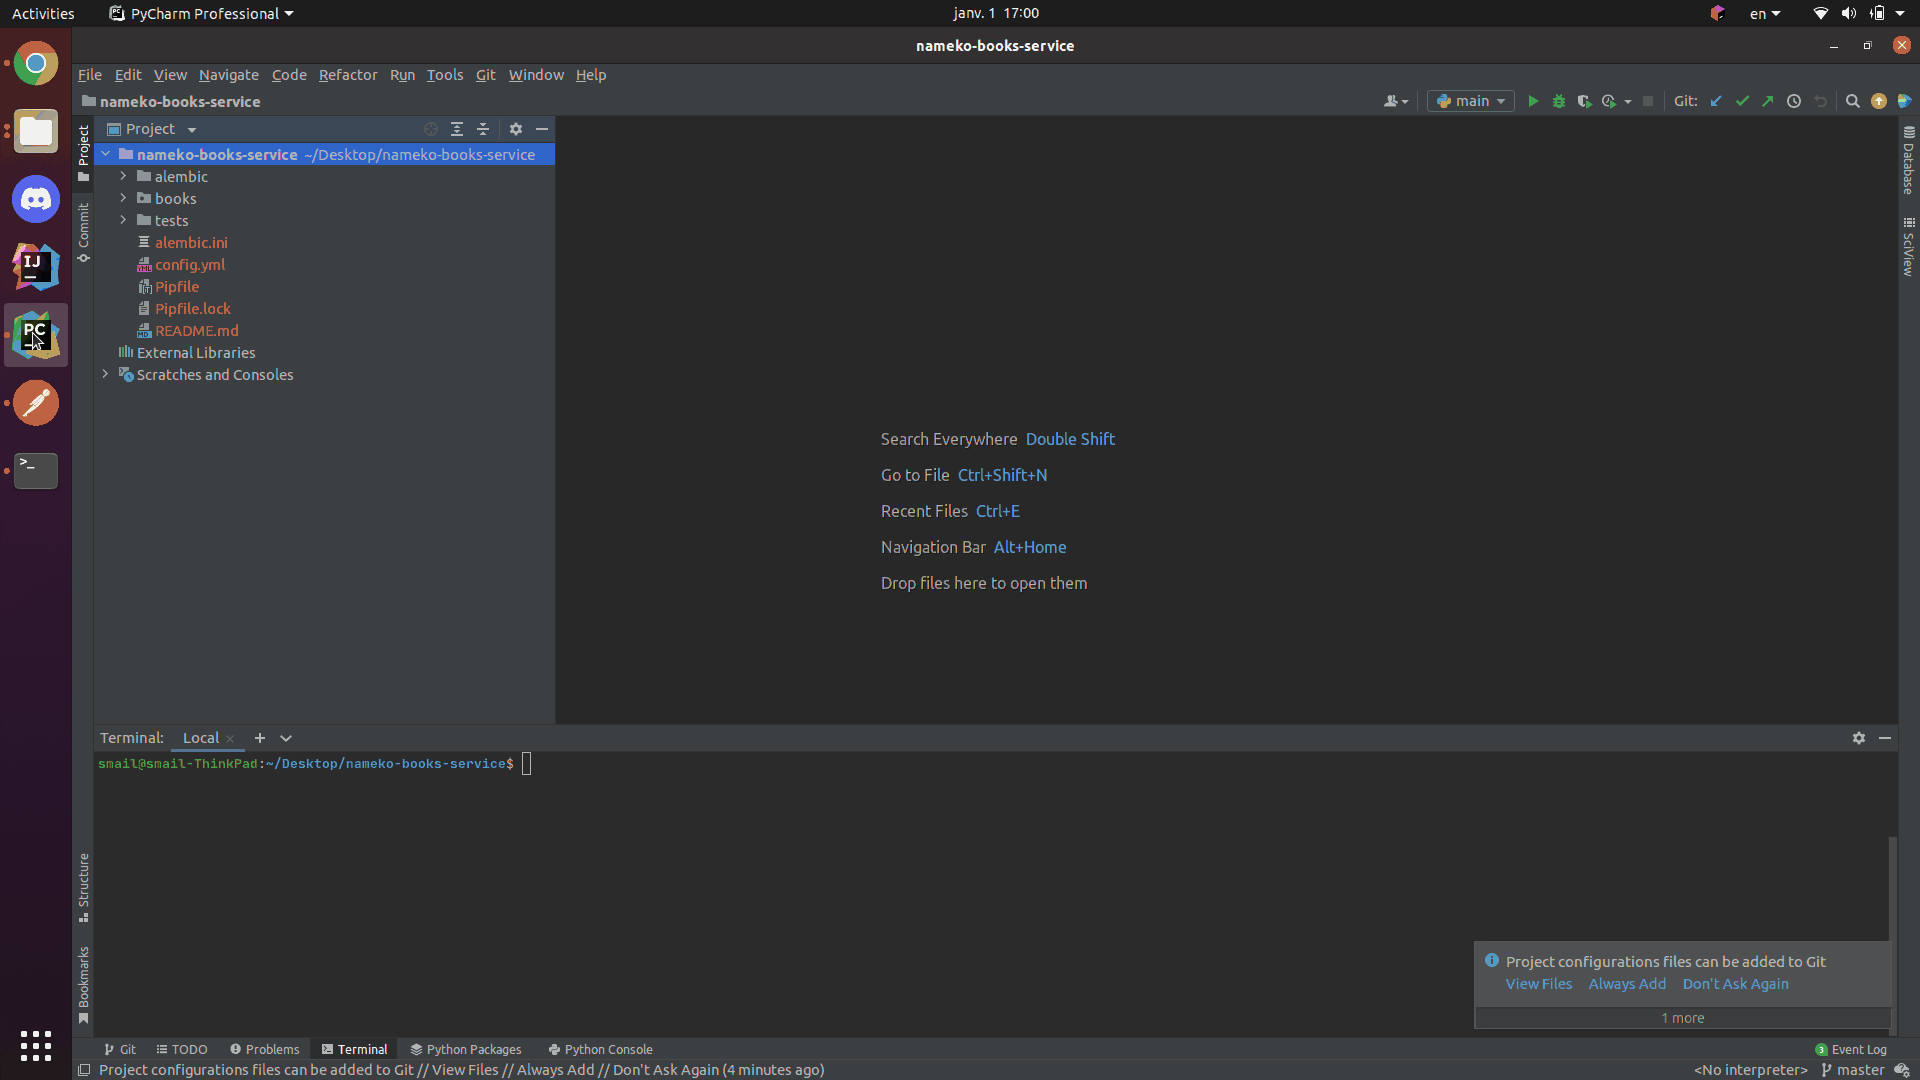 Activities PyCharm Professional janv. 1 17:00 en
nameko-books-service
File Edit View Navigate Code Refactor Run Tools Git Window Help
nameko-books-service main Git:
Project
nameko-books-service ~/Desktop/nameko-books-service
alembic
books
tests
alembic.ini
config.yml
Pipfile
Pipfile.lock
README.md
External Libraries
Scratches and Consoles
Project
Commit
Structure
Bookmarks
IJ
PC
>_
Search Everywhere Double Shift
Go to File Ctrl+Shift+N
Recent Files Ctrl+E
Navigation Bar Alt+Home
Drop files here to open them
Database
SciView
Terminal: Local
smail@smail-ThinkPad:~/Desktop/nameko-books-service$
Project configurations files can be added to Git
View Files Always Add Don't Ask Again
1 more
Git TODO Problems Terminal Python Packages Python Console 3 Event Log
Project configurations files can be added to Git // View Files // Always Add // Don't Ask Again (4 minutes ago) <No interpreter> master